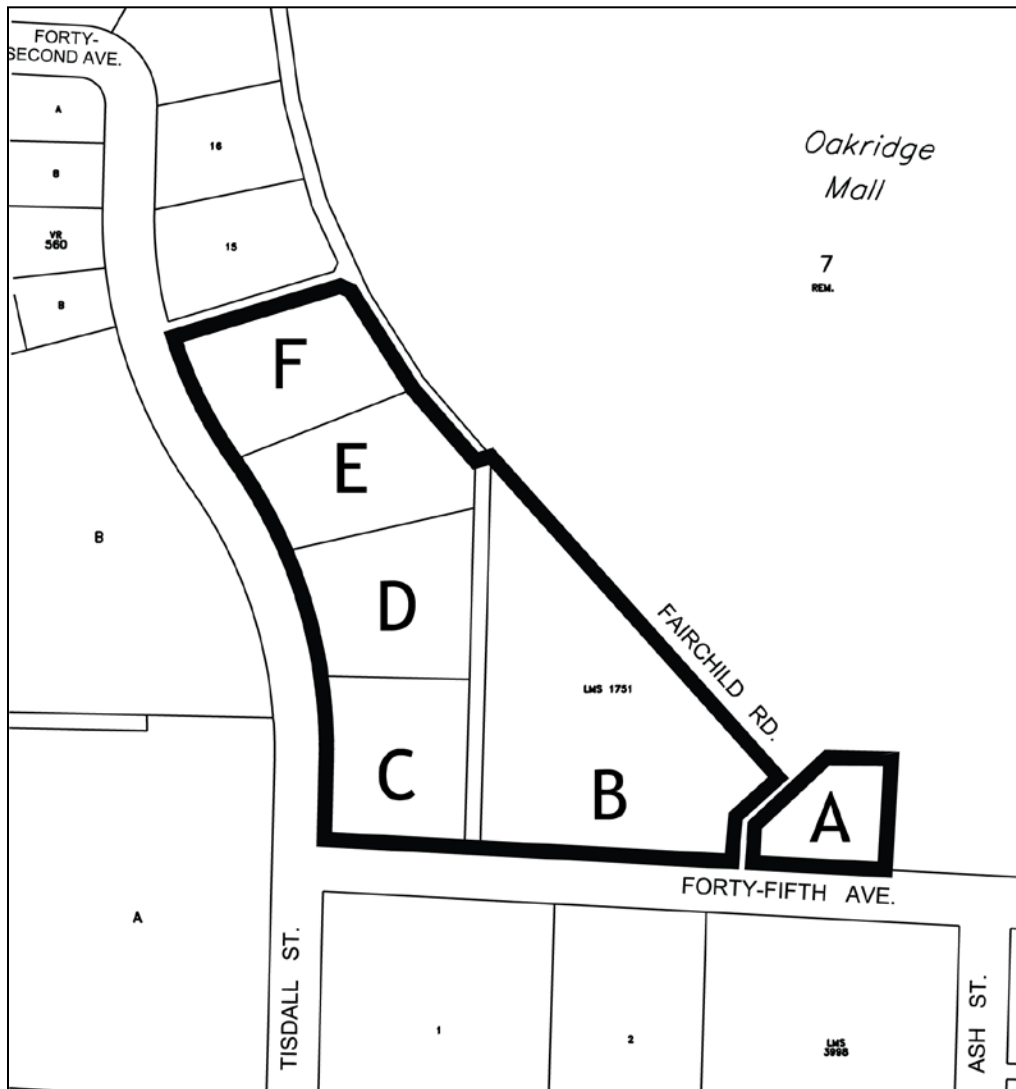 FORTY-
SECOND AVE.
A
16
Oakridge
Mall
B
VR
560
15
7
REM.
B
F
E
B
D
FAIRCHILD RD.
LMS 1751
C
B
A
FORTY-FIFTH AVE.
A
TISDALL ST.
ASH ST.
1
2
LMS
3998